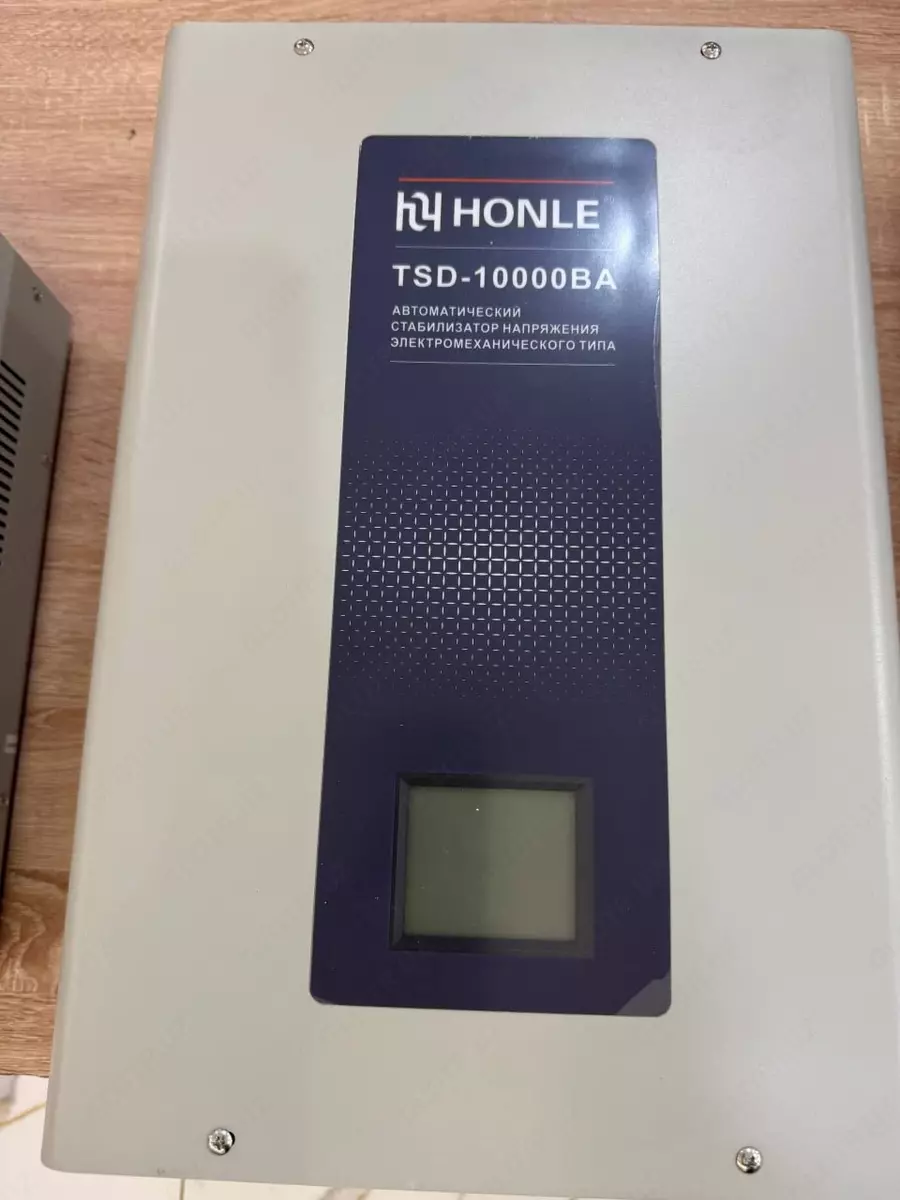 HONLE
TSD-10000BA
АВТОМАТИЧЕСКИЙ
СТАБИЛИЗАТОР НАПРЯЖЕНИЯ
ЭЛЕКТРОМЕХАНИЧЕСКОГО ТИПА